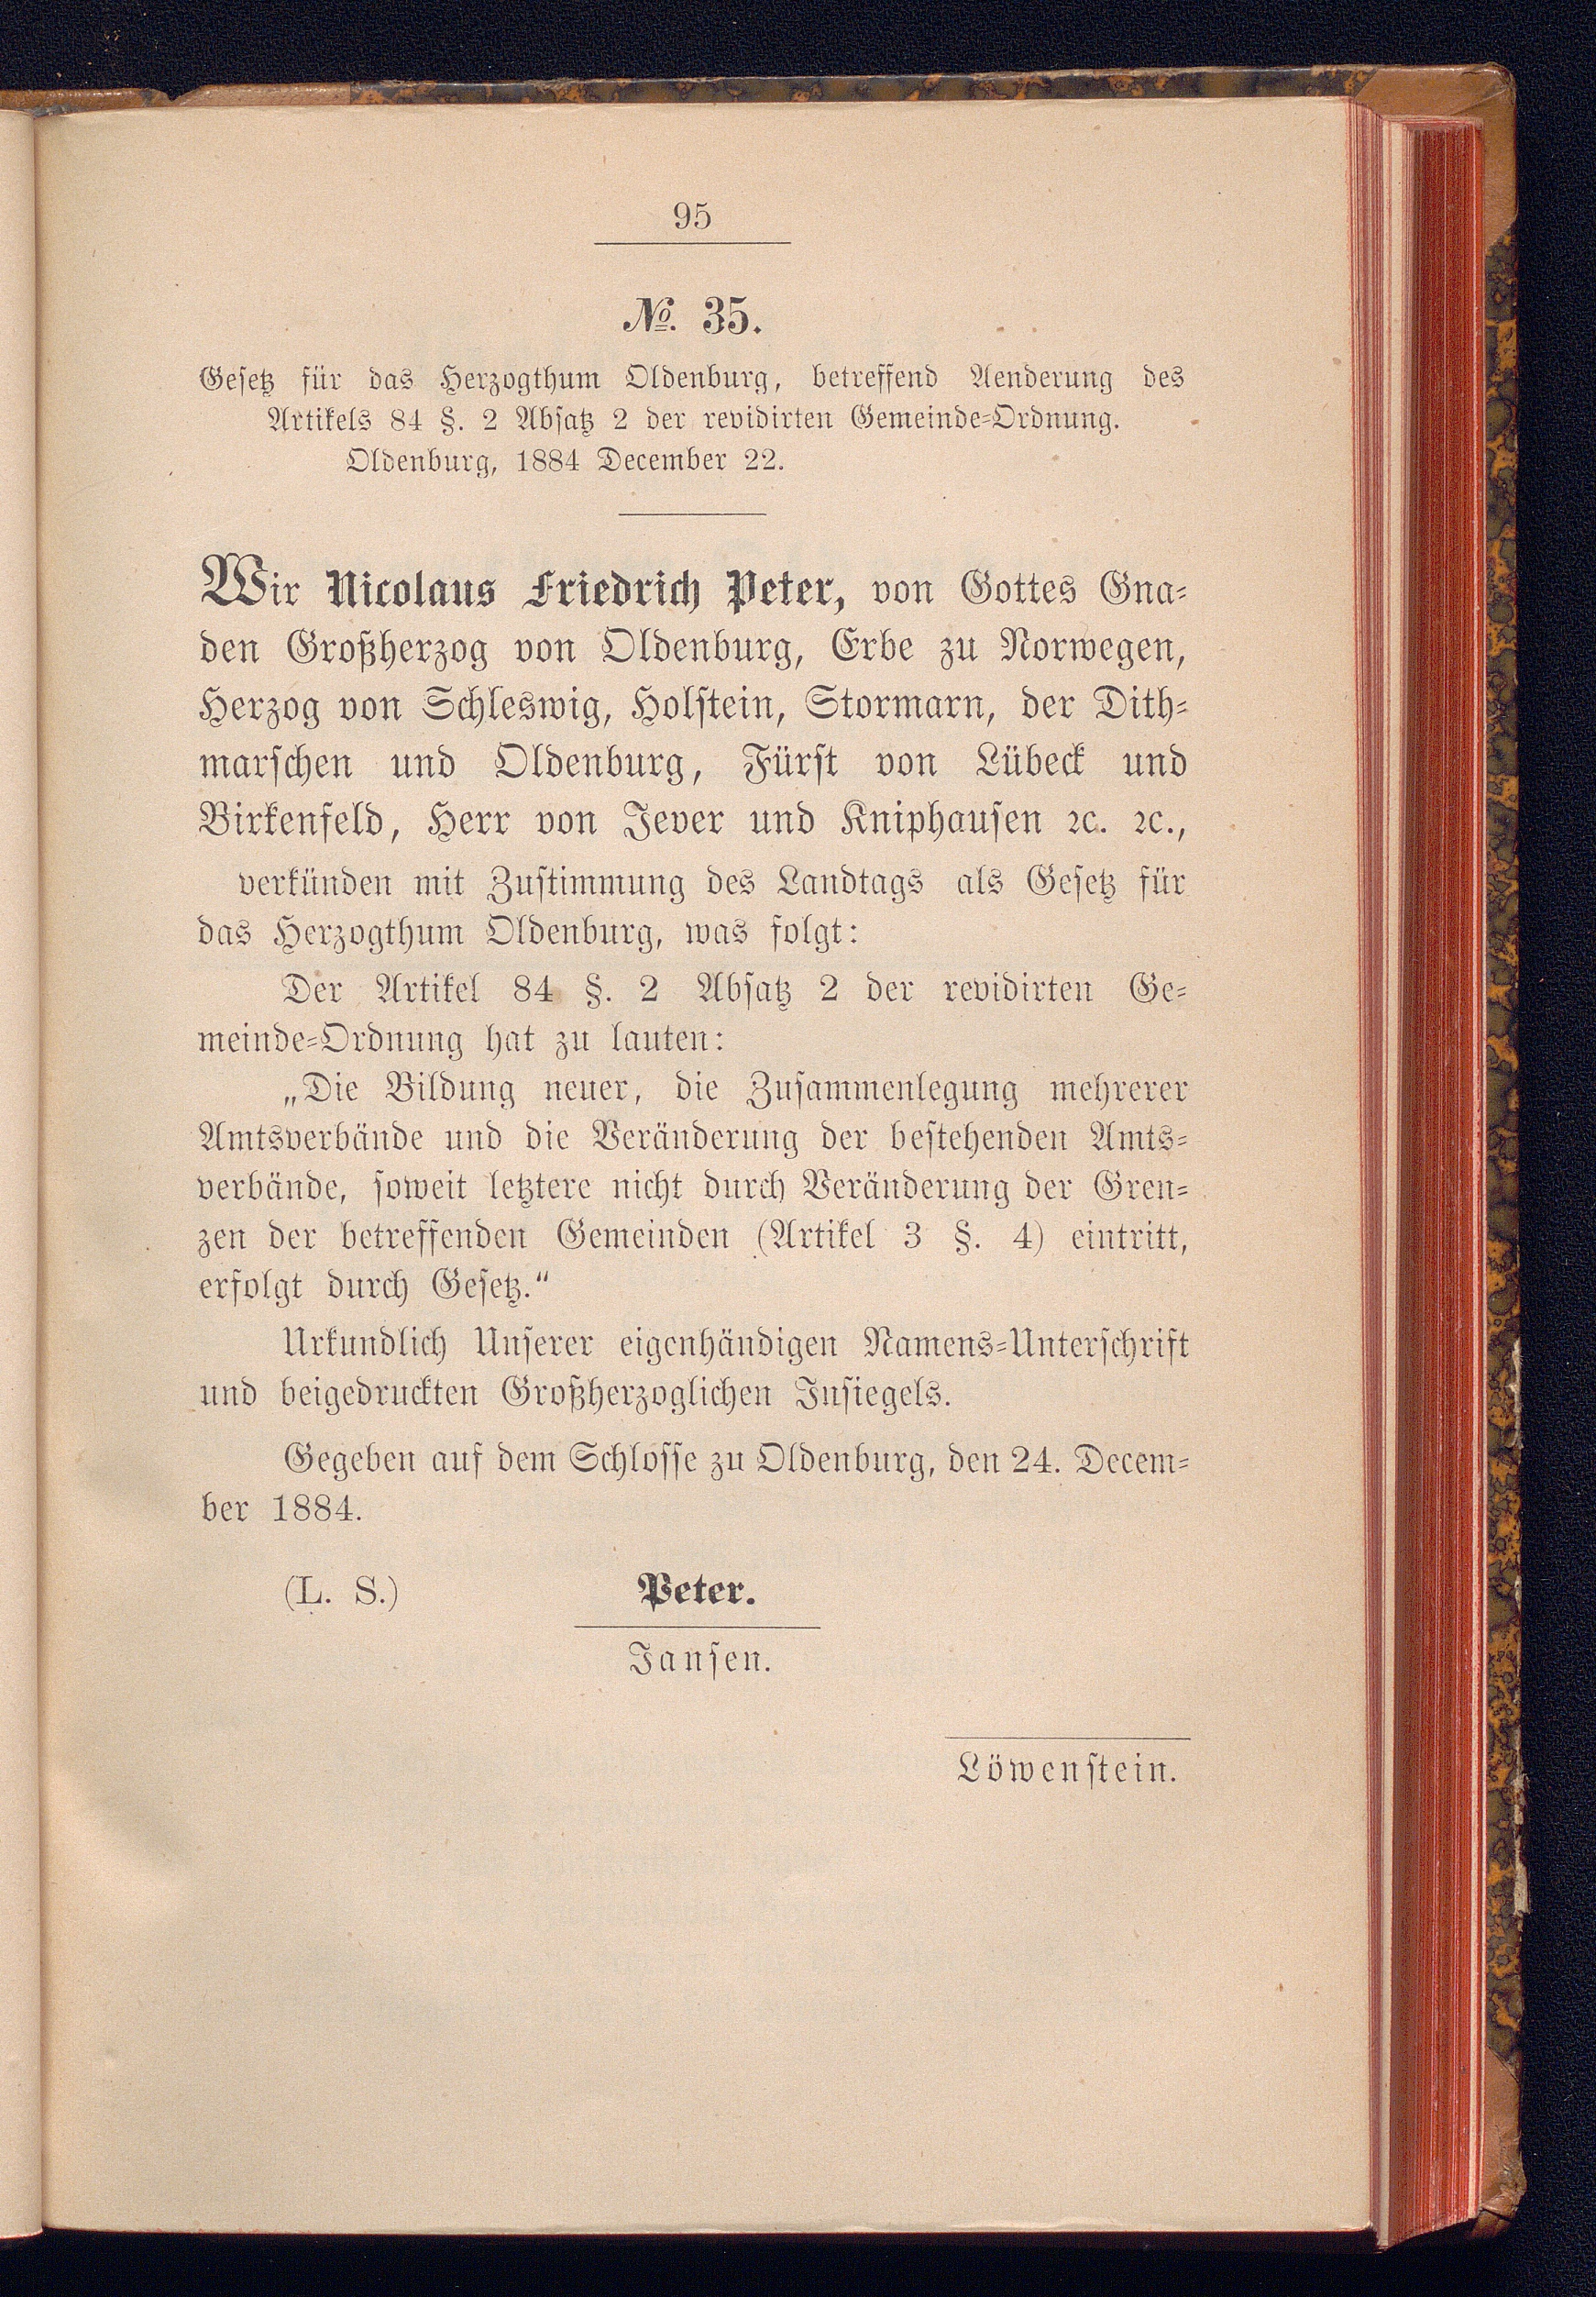 95
No. 35.
Gesetz für das Herzogthum Oldenburg, betreffend Aenderung des
Artikels 84 §. 2 Absatz 2 der revidirten Gemeinde-Ordnung.
Oldenburg, 1884 December 22.
Wir Nicolaus Friedrich Peter, von Gottes Gna-
den Großherzog von Oldenburg, Erbe zu Norwegen,
Herzog von Schleswig, Holstein, Stormarn, der Dith-
marschen und Oldenburg, Fürst von Lübeck und
Birkenfeld, Herr von Jever und Kniphausen ꝛc. ꝛc.,
verkünden mit Zustimmung des Landtags als Gesetz für
das Herzogthum Oldenburg, was folgt:
Der Artikel 84 §. 2 Absatz 2 der revidirten Ge-
meinde-Ordnung hat zu lauten:
„Die Bildung neuer, die Zusammenlegung mehrerer
Amtsverbände und die Veränderung der bestehenden Amts-
verbände, soweit letztere nicht durch Veränderung der Gren-
zen der betreffenden Gemeinden (Artikel 3 §. 4) eintritt,
erfolgt durch Gesetz.“
Urkundlich Unserer eigenhändigen Namens-Unterschrift
und beigedruckten Großherzoglichen Insiegels.
Gegeben auf dem Schlosse zu Oldenburg, den 24. Decem-
ber 1884.
(L. S.) Peter.
Jansen.
Löwenstein.